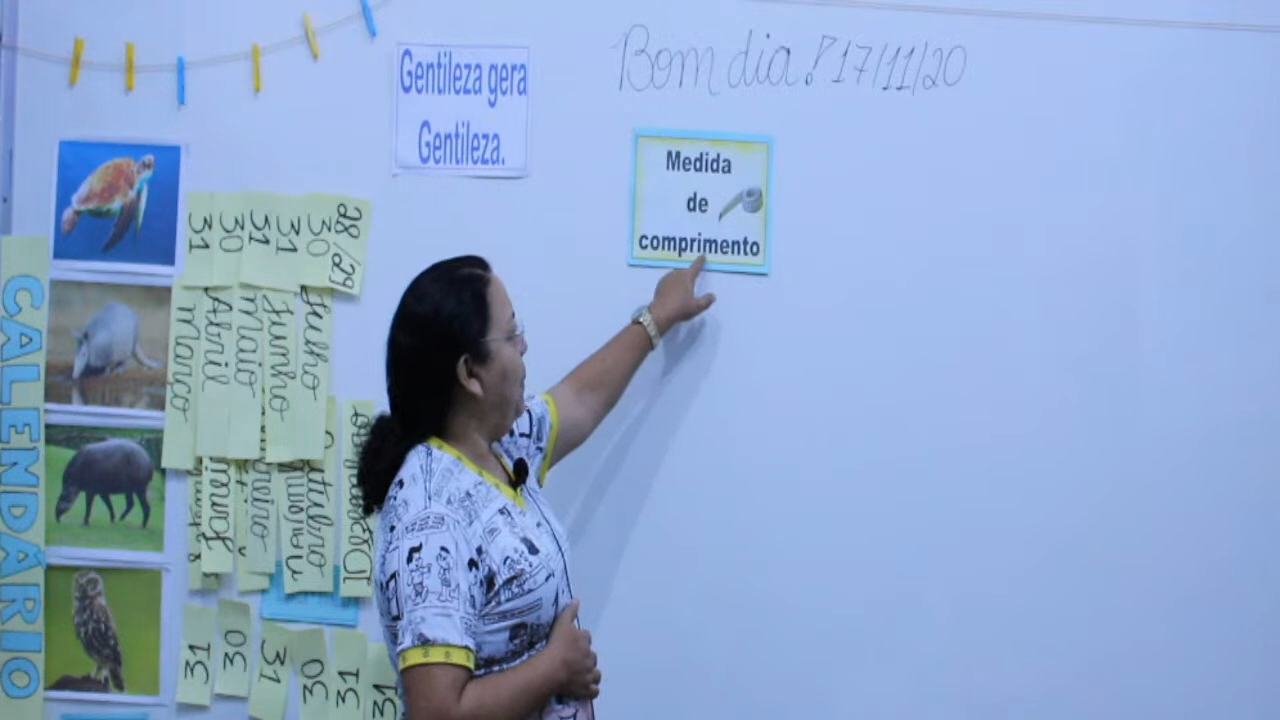 Bom dia! 17/11/20
Gentileza gera
Gentileza.
Medida
de
comprimento
CALENDÁRIO
31
30
31
31
30
28/29
Março
Abril
Maio
Junho
Julho
31
30
31
30
31
31